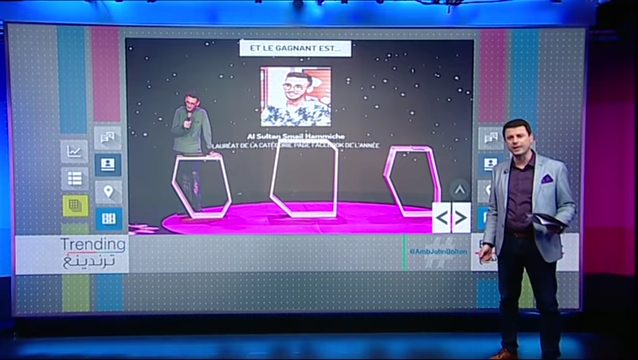 ET LE GAGNANT EST...
Al Sultan Smail Hammiche
LAURÉAT DE LA CATÉGORIE PAGE FACEBOOK DE L'ANNÉE
Trending
ترندينغ
@AmbJohnBolton
#